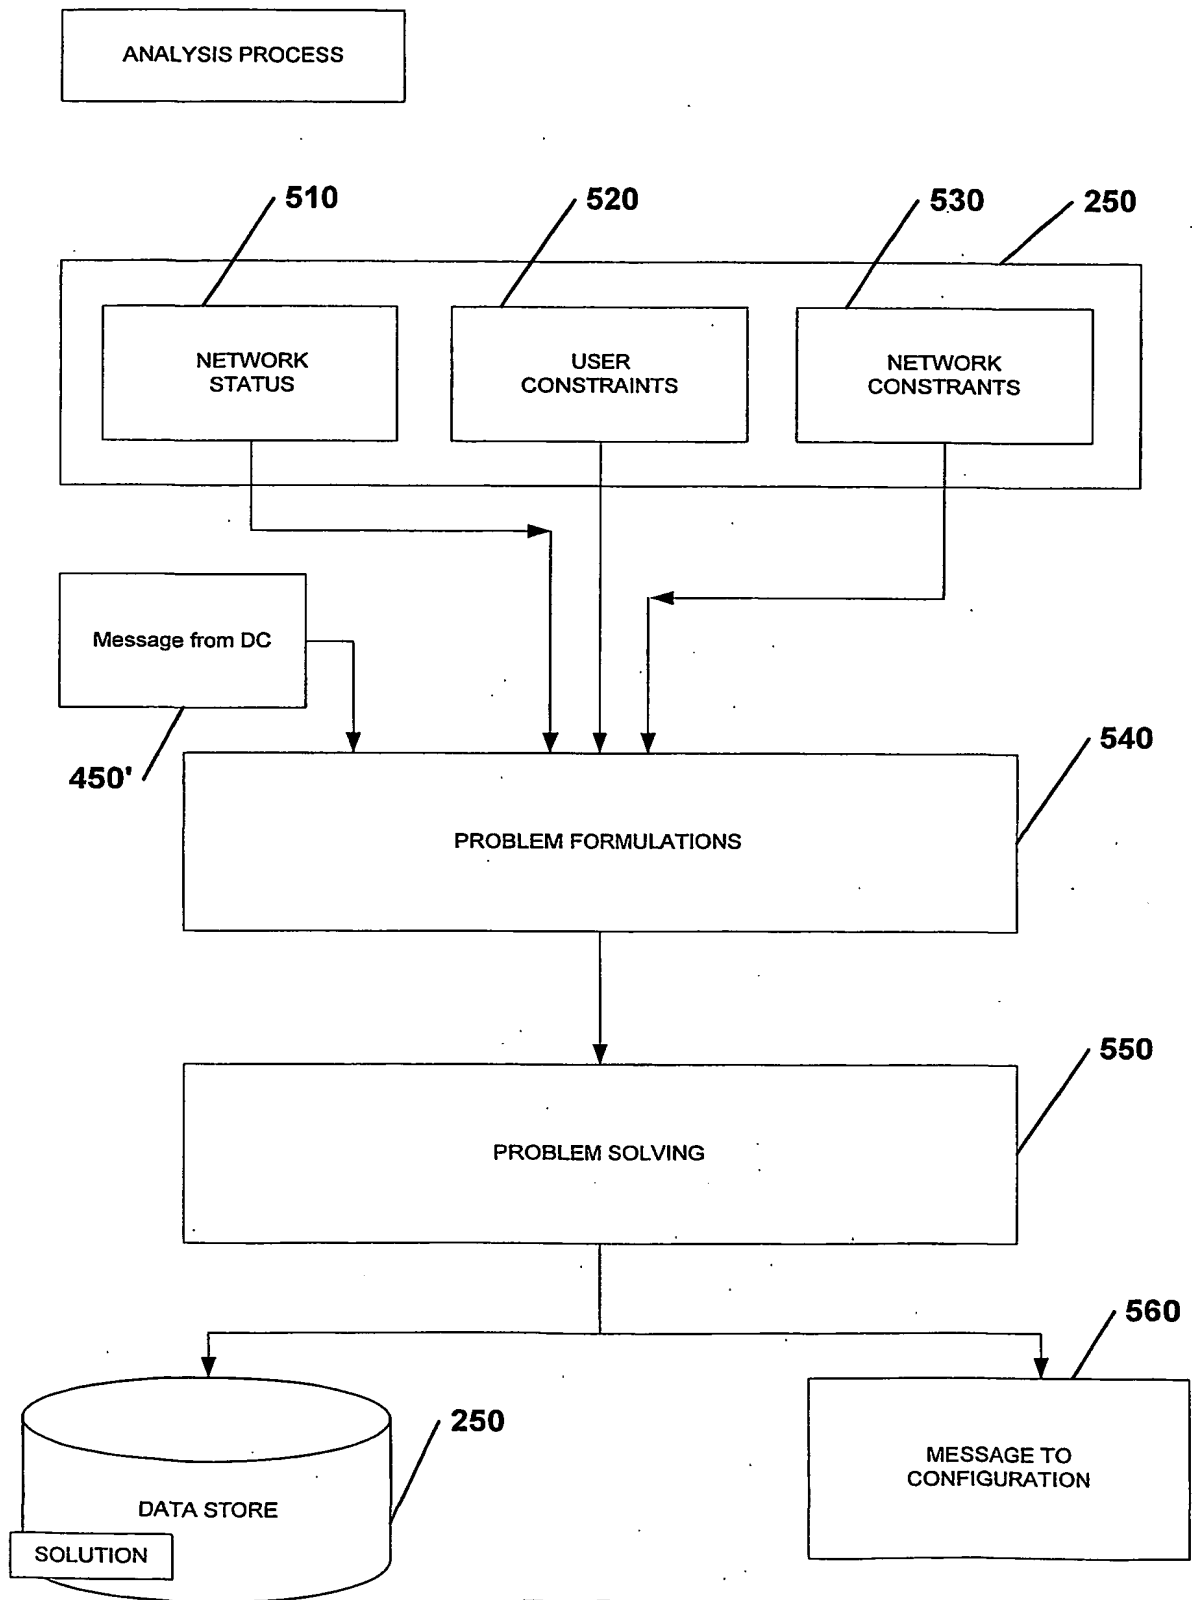 ANALYSIS PROCESS
510
520
530
250
NETWORK
STATUS
USER
CONSTRAINTS
NETWORK
CONSTRANTS
Message from DC
450'
540
PROBLEM FORMULATIONS
550
PROBLEM SOLVING
560
250
DATA STORE
SOLUTION
MESSAGE TO
CONFIGURATION